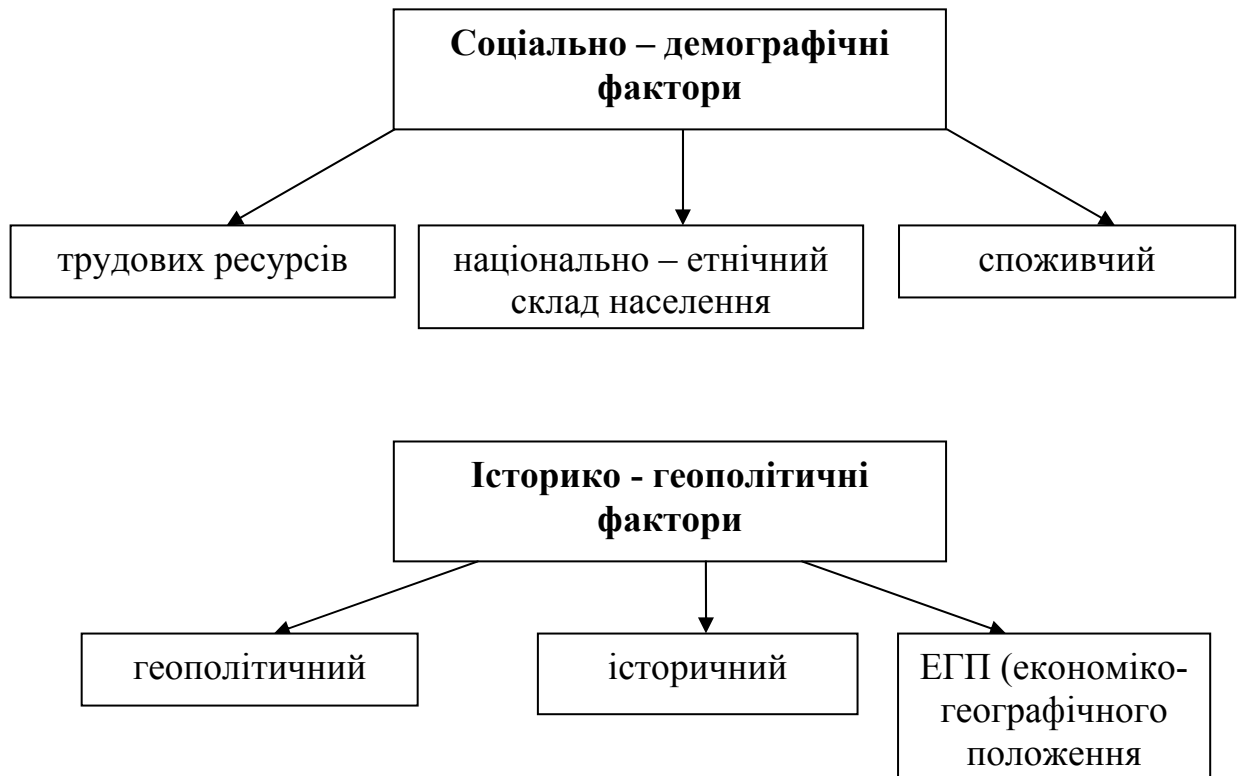 Соціально – демографічні
фактори
трудових ресурсів
національно – етнічний
склад населення
споживчий
Історико - геополітичні
фактори
геополітичний
історичний
ЕГП (економіко-
географічного
положення